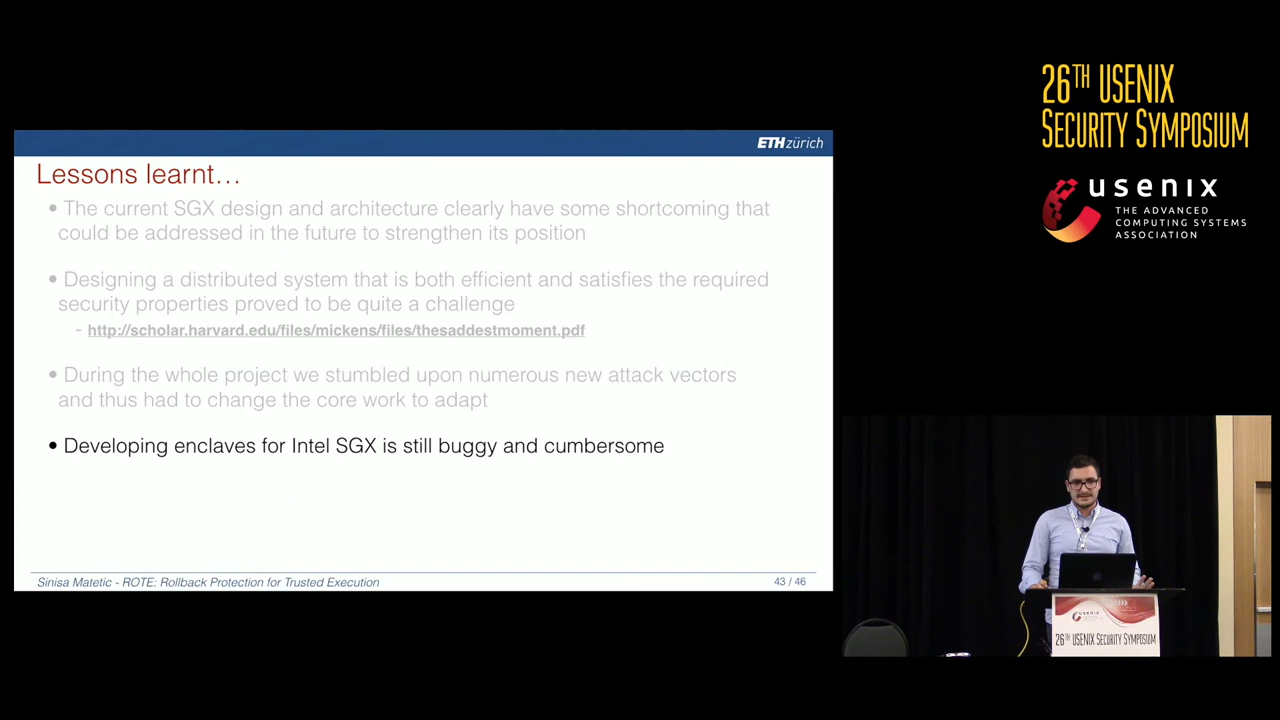 26TH USENIX
SECURITY SYMPOSIUM
usenix
THE ADVANCED
COMPUTING SYSTEMS
ASSOCIATION
ETH zürich
Lessons learnt…
• The current SGX design and architecture clearly have some shortcoming that
could be addressed in the future to strengthen its position
• Designing a distributed system that is both efficient and satisfies the required
security properties proved to be quite a challenge
- http://scholar.harvard.edu/files/mickens/files/thesaddestmoment.pdf
• During the whole project we stumbled upon numerous new attack vectors
and thus had to change the core work to adapt
• Developing enclaves for Intel SGX is still buggy and cumbersome
Sinisa Matetic - ROTE: Rollback Protection for Trusted Execution
43 / 46
usenix
26TH USENIX SECURITY SYMPOSIUM